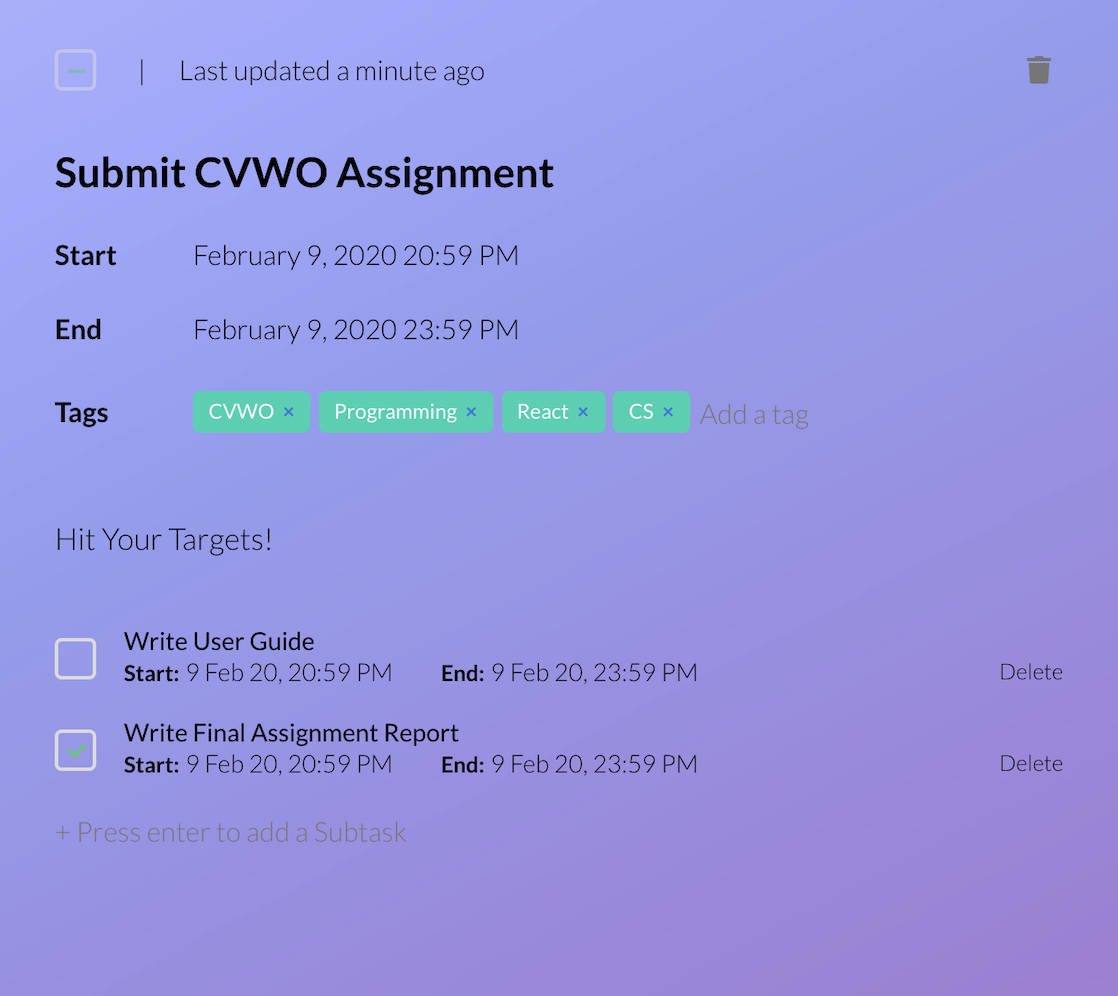 | Last updated a minute ago
Submit CVWO Assignment
Start February 9, 2020 20:59 PM
End February 9, 2020 23:59 PM
Tags CVWO × Programming × React × CS × Add a tag
Hit Your Targets!
Write User Guide
Start: 9 Feb 20, 20:59 PM End: 9 Feb 20, 23:59 PM Delete
Write Final Assignment Report
Start: 9 Feb 20, 20:59 PM End: 9 Feb 20, 23:59 PM Delete
+ Press enter to add a Subtask